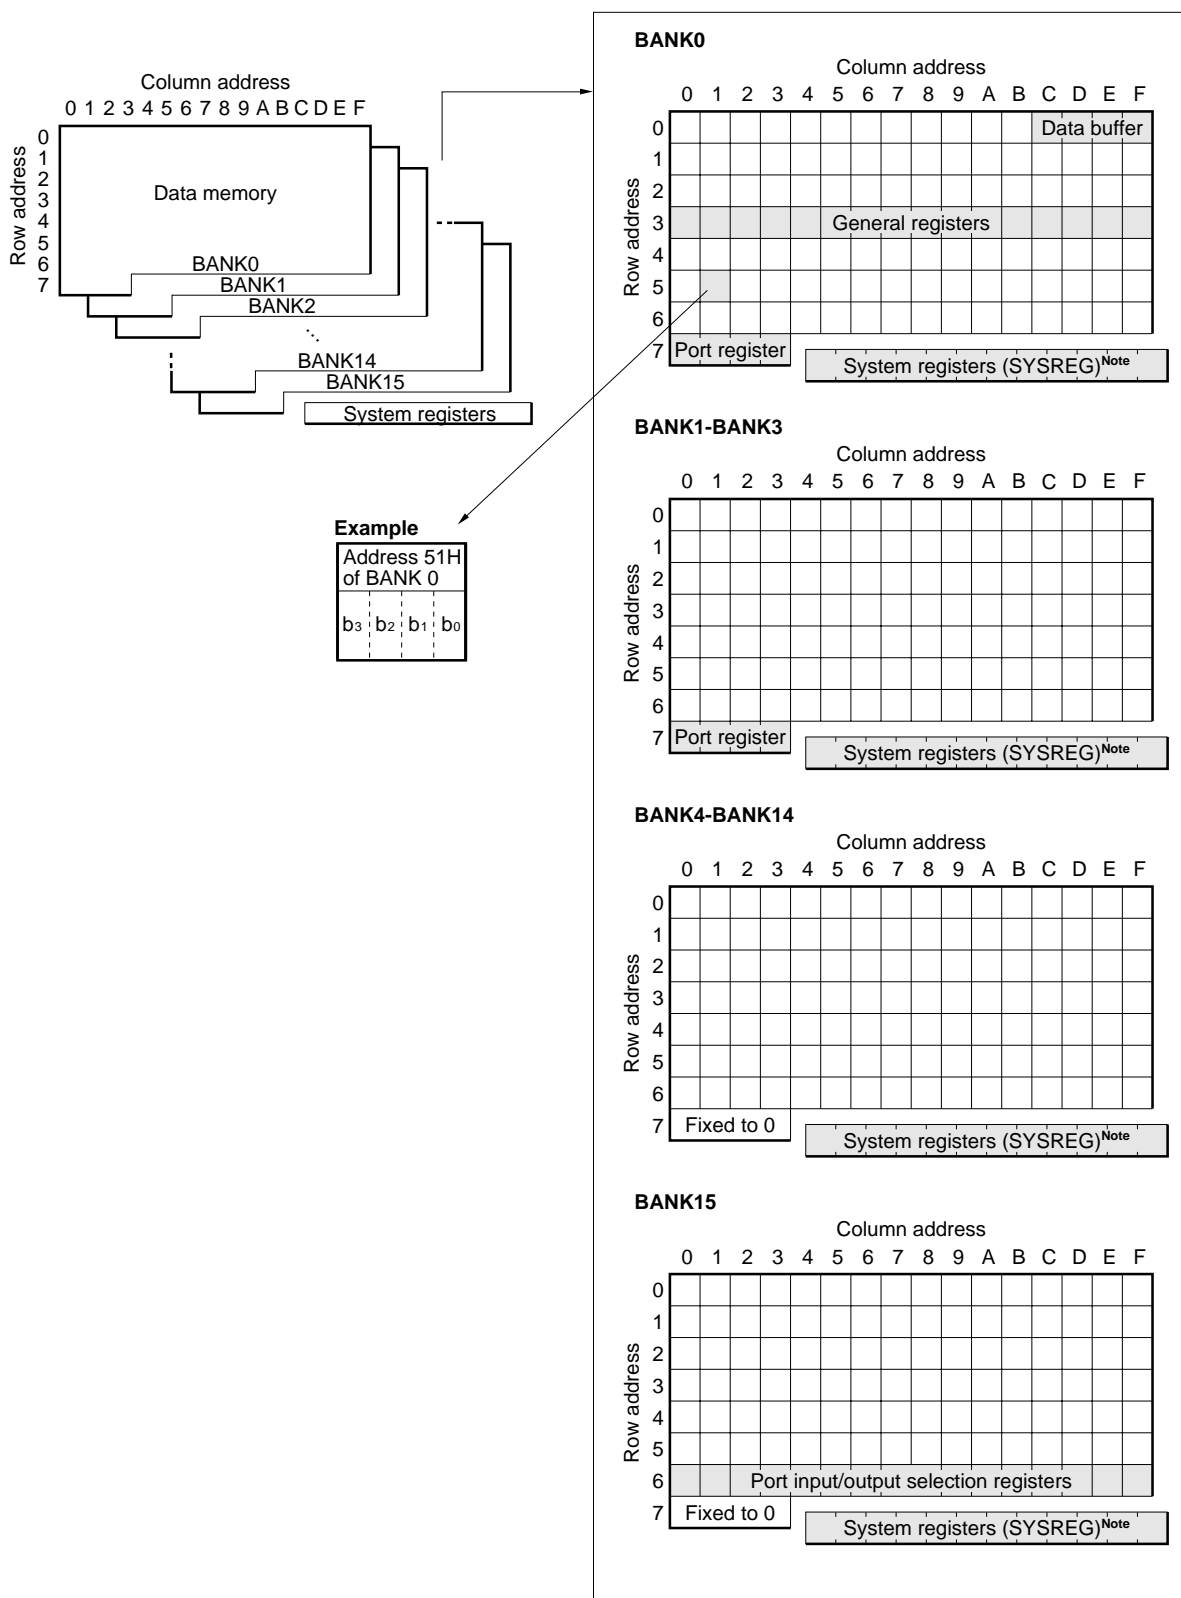 Column address
0 1 2 3 4 5 6 7 8 9 A B C D E F
Row address
0
1
2
3
4
5
6
7
Data memory
BANK0
BANK1
BANK2
BANK14
BANK15
System registers
Example
Address 51H
of BANK 0
b3 b2 b1 b0
BANK0
Column address
0 1 2 3 4 5 6 7 8 9 A B C D E F
Row address
0
Data buffer
1
2
3
General registers
4
5
6
7
Port register
System registers (SYSREG)Note
BANK1-BANK3
Column address
0 1 2 3 4 5 6 7 8 9 A B C D E F
Row address
0
1
2
3
4
5
6
7
Port register
System registers (SYSREG)Note
BANK4-BANK14
Column address
0 1 2 3 4 5 6 7 8 9 A B C D E F
Row address
0
1
2
3
4
5
6
7
Fixed to 0
System registers (SYSREG)Note
BANK15
Column address
0 1 2 3 4 5 6 7 8 9 A B C D E F
Row address
0
1
2
3
4
5
6
Port input/output selection registers
7
Fixed to 0
System registers (SYSREG)Note